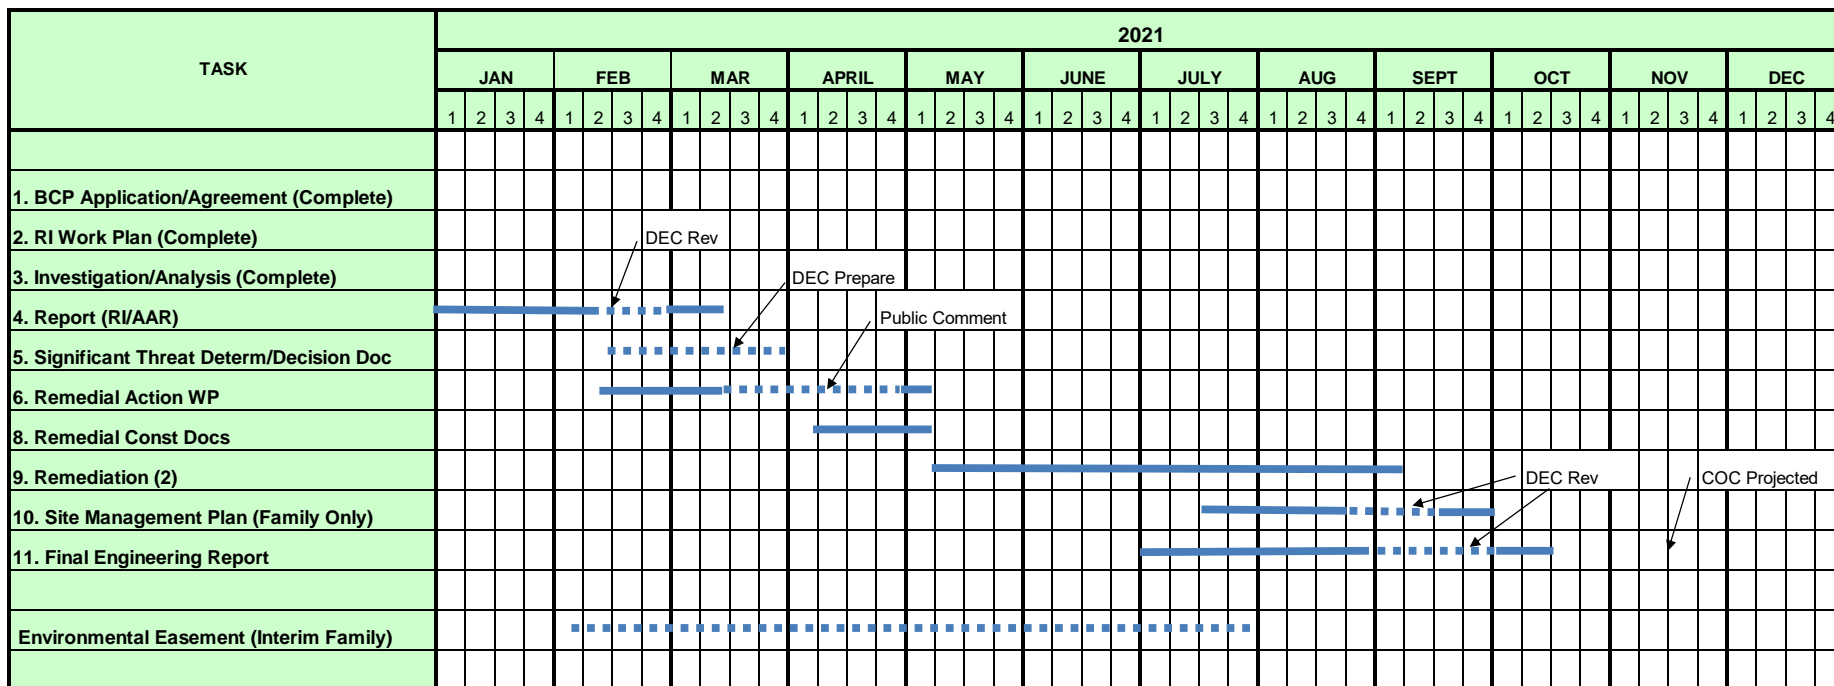 2021
TASK
JAN FEB MAR APRIL MAY JUNE JULY AUG SEPT OCT NOV DEC
1 2 3 4 1 2 3 4 1 2 3 4 1 2 3 4 1 2 3 4 1 2 3 4 1 2 3 4 1 2 3 4 1 2 3 4 1 2 3 4 1 2 3 4 1 2 3 4
1. BCP Application/Agreement (Complete)
2. RI Work Plan (Complete) DEC Rev
3. Investigation/Analysis (Complete) DEC Prepare
4. Report (RI/AAR) Public Comment
5. Significant Threat Determ/Decision Doc
6. Remedial Action WP
8. Remedial Const Docs
9. Remediation (2) DEC Rev COC Projected
10. Site Management Plan (Family Only)
11. Final Engineering Report
Environmental Easement (Interim Family)